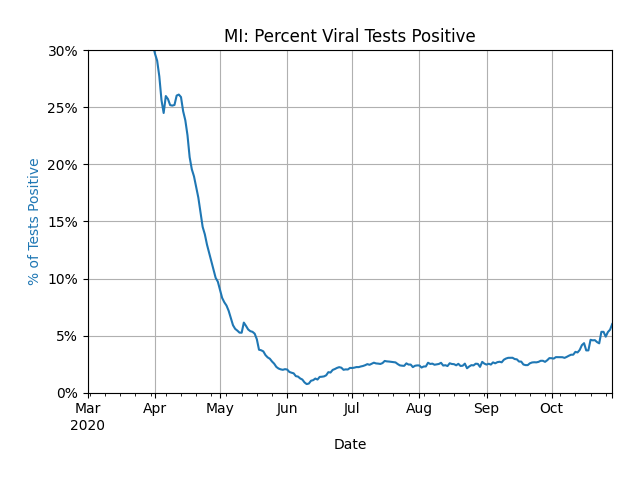 MI: Percent Viral Tests Positive
30%
25%
20%
15%
10%
5%
0%
% of Tests Positive
Mar Apr May Jun Jul Aug Sep Oct
2020
Date